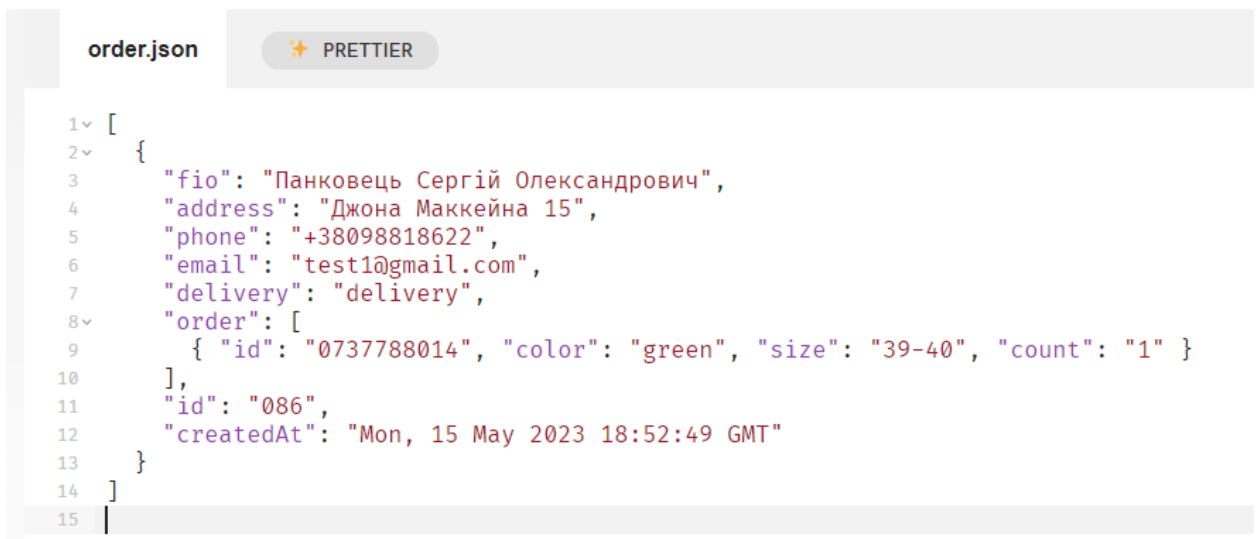 order.json
✨ PRETTIER
1 [
2 {
3 "fio": "Панковець Сергій Олександрович",
4 "address": "Джона Маккейна 15",
5 "phone": "+38098818622",
6 "email": "test1@gmail.com",
7 "delivery": "delivery",
8 "order": [
9 { "id": "0737788014", "color": "green", "size": "39-40", "count": "1" }
10 ],
11 "id": "086",
12 "createdAt": "Mon, 15 May 2023 18:52:49 GMT"
13 }
14 ]
15